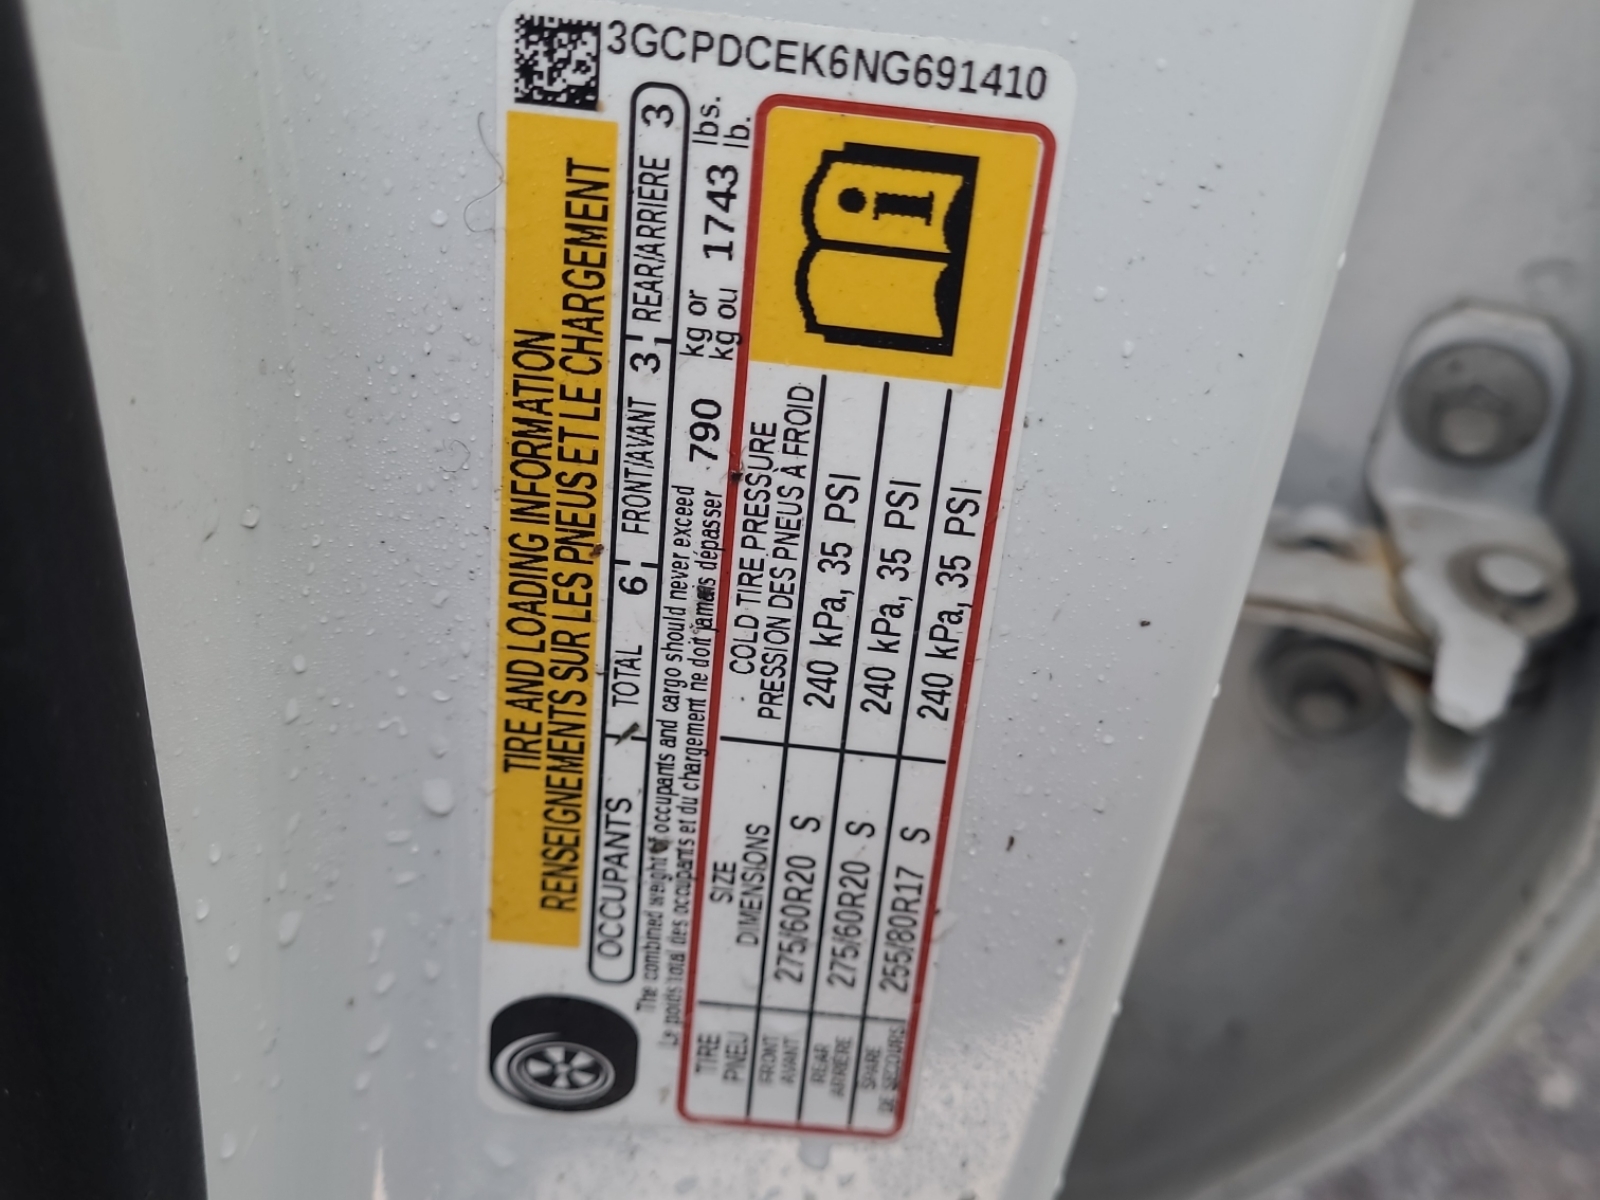 3GCPDCEK6NG691410
TIRE AND LOADING INFORMATION
RENSEIGNEMENTS SUR LES PNEUS ET LE CHARGEMENT
OCCUPANTS TOTAL 6 FRONT/AVANT 3 REAR/ARRIERE 3
The combined weight of occupants and cargo should never exceed 790 kg or 1743 lbs.
Le poids total des occupants et du chargement ne doit jamais dépasser kg ou lb.
TIRE SIZE COLD TIRE PRESSURE
PNEU DIMENSIONS PRESSION DES PNEUS À FROID
FRONT
AVANT 275/60R20 S 240 kPa, 35 PSI
REAR
ARRIERE 275/60R20 S 240 kPa, 35 PSI
SPARE
DE SECOURS 255/80R17 S 240 kPa, 35 PSI
i